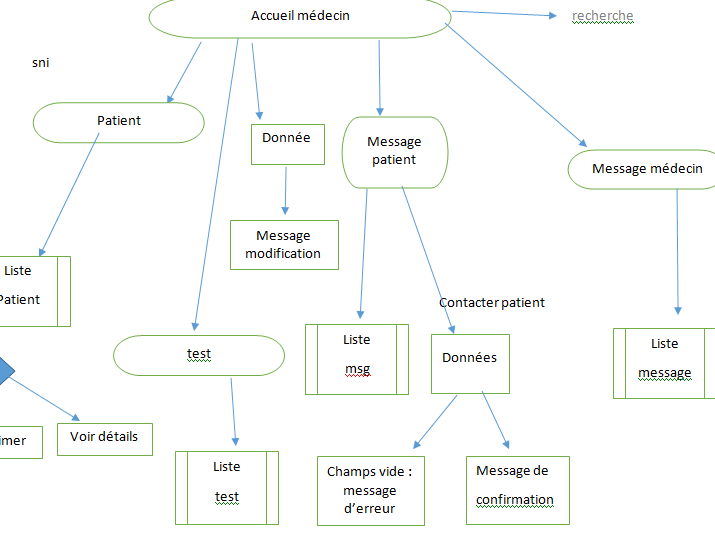 Accueil médecin
recherche
sni
Patient
Donnée
Message
patient
Message médecin
Message
modification
Liste
Patient
Contacter patient
test
Liste
msg
Données
Liste
message
Voir détails
Liste
test
Champs vide :
message
d'erreur
Message de
confirmation